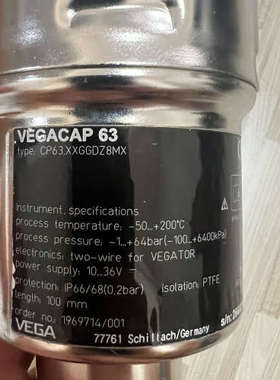 VEGACAP 63
type: CP63.XXGGDZ8MX
Instrument. specifications
process temperature: -50...+200°C
process pressure: -1...+64bar(-100...+6400kPa)
electronics: two-wire for VEGATOR
power supply: 10...36V
protection: IP66/68(0,2bar) Isolation: PTFE
length: 100 mm
order no.: 1969714/001
VEGA 77761 Schiltach/Germany
s/n: